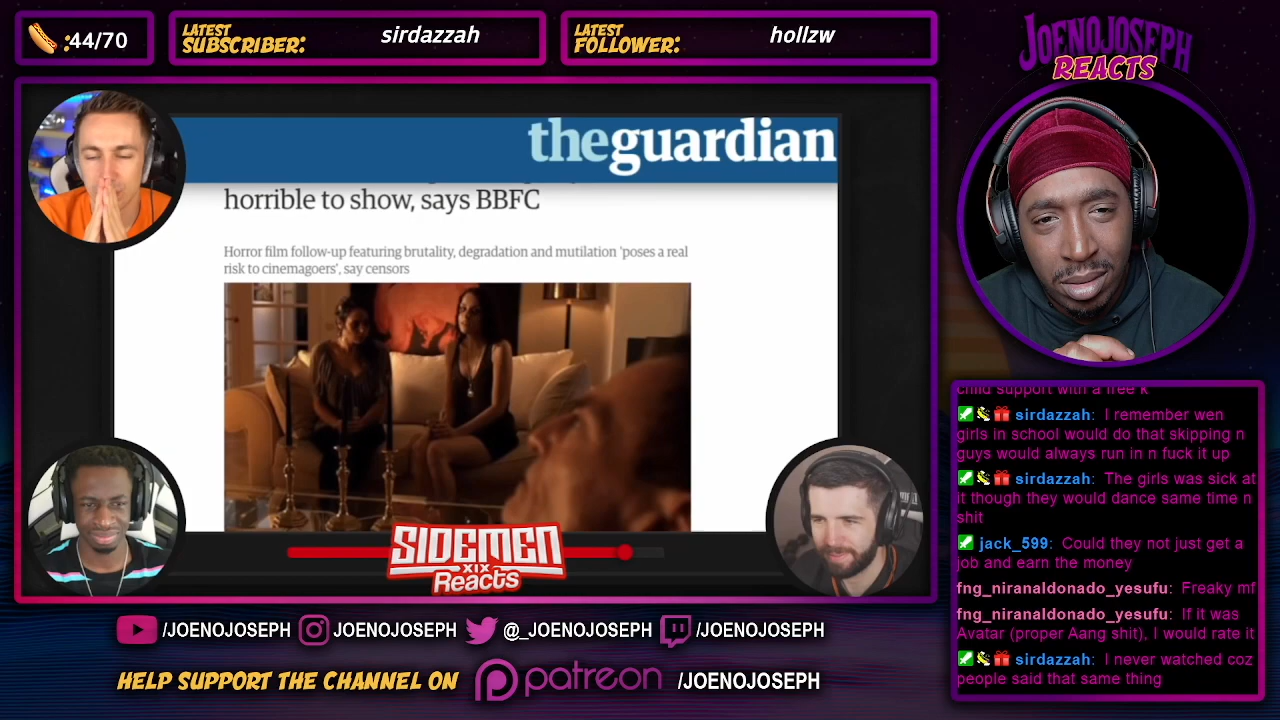 :44/70
LATEST
SUBSCRIBER:
sirdazzah
LATEST
FOLLOWER:
hollzw
JOENOJOSEPH
REACTS
theguardian
horrible to show, says BBFC
Horror film follow-up featuring brutality, degradation and mutilation 'poses a real
risk to cinemagoers', say censors
SIDEMEN
XIX
Reacts
child support with a free k
sirdazzah: I remember wen
girls in school would do that skipping n
guys would always run in n fuck it up
sirdazzah: The girls was sick at
it though they would dance same time n
shit
jack_599: Could they not just get a
job and earn the money
fng_niranaldonado_yesufu: Freaky mf
fng_niranaldonado_yesufu: If it was
Avatar (proper Aang shit), I would rate it
sirdazzah: I never watched coz
people said that same thing
/JOENOJOSEPH
JOENOJOSEPH
@_JOENOJOSEPH
/JOENOJOSEPH
HELP SUPPORT THE CHANNEL ON
patreon
/JOENOJOSEPH